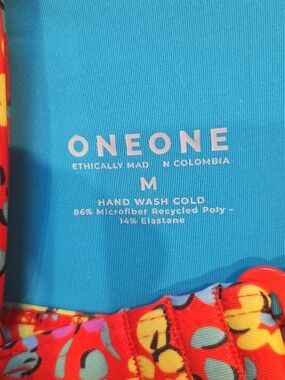 ONEONE
ETHICALLY MAD N COLOMBIA
M
HAND WASH COLD
86% Microfiber Recycled Poly -
14% Elastane